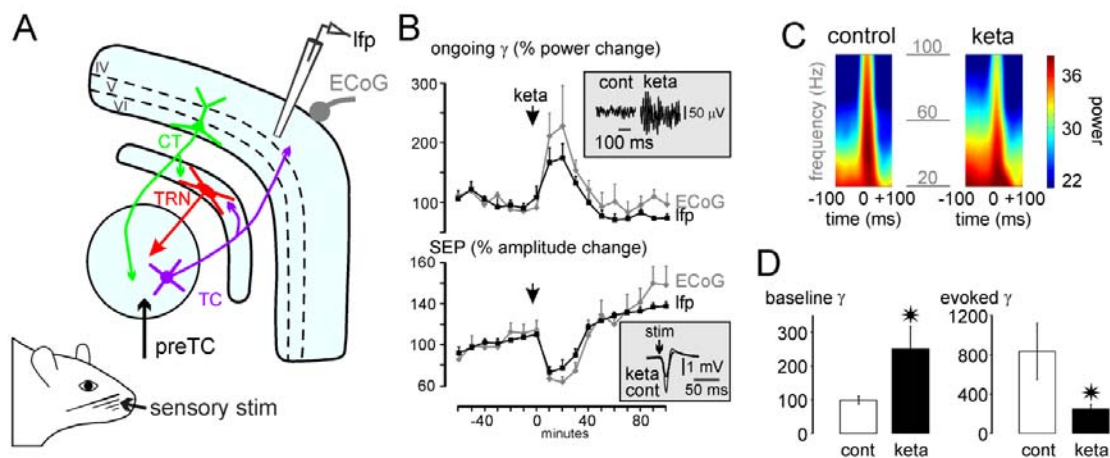 A
lfp
ECoG
IV
V
VI
CT
TRN
TC
preTC
sensory stim
B
ongoing γ (% power change)
300
250
200
150
100
keta
cont keta
50 μV
100 ms
ECoG
lfp
SEP (% amplitude change)
160
140
120
100
80
60
ECoG
lfp
stim
keta
cont
1 mV
50 ms
-40 0 40 80
minutes
C
control keta
frequency (Hz)
100
60
20
-100 +100
time (ms)
-100 +100
time (ms)
36
30
22
power
D
baseline γ
300
200
100
0
cont keta
evoked γ
1200
800
400
0
cont keta